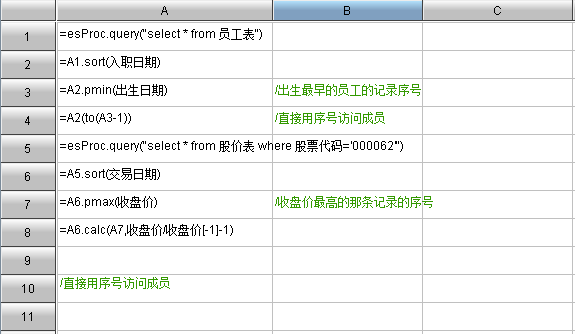 A B C
1 =esProc.query("select * from 员工表")
2 =A1.sort(入职日期)
3 =A2.pmin(出生日期) /出生最早的员工的记录序号
4 =A2(to(A3-1)) /直接用序号访问成员
5 =esProc.query("select * from 股价表 where 股票代码='000062'")
6 =A5.sort(交易日期)
7 =A6.pmax(收盘价) /收盘价最高的那条记录的序号
8 =A6.calc(A7,收盘价/收盘价[-1]-1)
9
10 /直接用序号访问成员
11